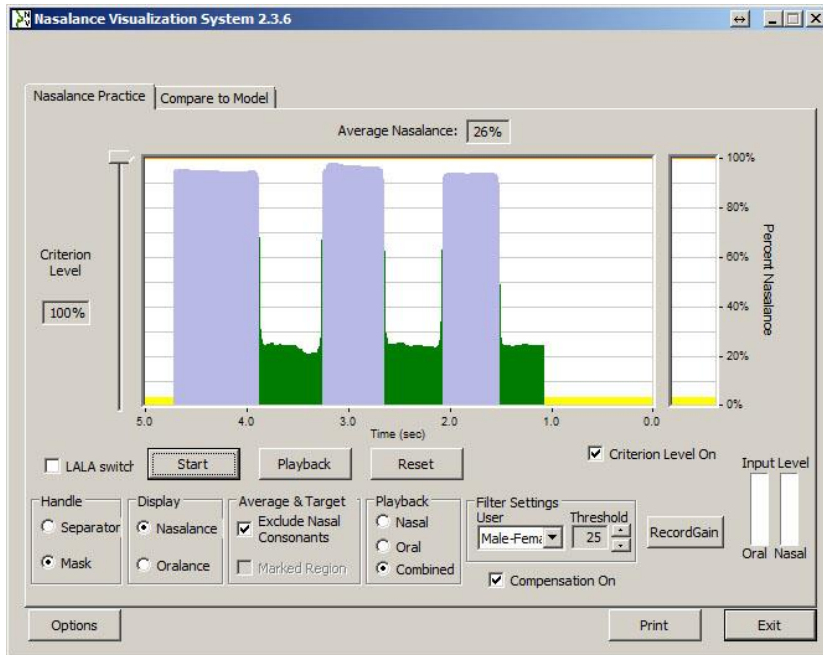 Nasalance Visualization System 2.3.6
Nasalance Practice
Compare to Model
Average Nasalance: 26%
Criterion
Level
100%
100%
80%
60%
40%
20%
0%
Percent Nasalance
5.0 4.0 3.0 2.0 1.0 0.0
Time (sec)
LALA switch
Start
Playback
Reset
Criterion Level On
Input Level
Oral Nasal
Handle
Separator
Mask
Display
Nasalance
Oralance
Average & Target
Exclude Nasal
Consonants
Marked Region
Playback
Nasal
Oral
Combined
Filter Settings
User Threshold
Male-Fema 25
Compensation On
RecordGain
Options
Print
Exit